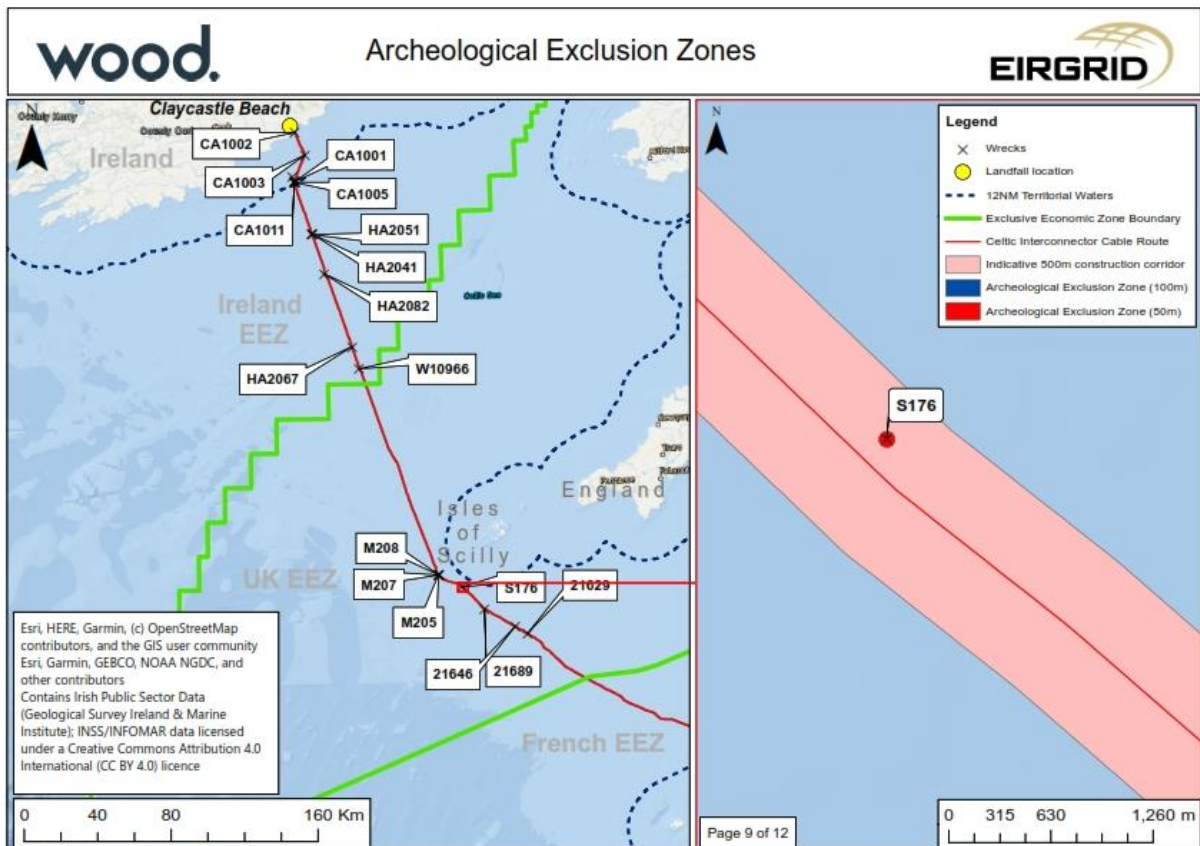 wood.
Archeological Exclusion Zones
EIRGRID
N
Claycastle Beach
County Kerry
Ireland
CA1002
CA1001
CA1003
CA1005
CA1011
HA2051
HA2041
HA2082
Ireland
EEZ
Celtic Sea
HA2067
W10966
England
Isles
of
Scilly
M208
M207
M205
UK EEZ
S176
21629
21646
21689
French EEZ
Esri, HERE, Garmin, (c) OpenStreetMap
contributors, and the GIS user community
Esri, Garmin, GEBCO, NOAA NGDC, and
other contributors
Contains Irish Public Sector Data
(Geological Survey Ireland & Marine
Institute); INSS/INFOMAR data licensed
under a Creative Commons Attribution 4.0
International (CC BY 4.0) licence
0 40 80 160 Km
N
Legend
Wrecks
Landfall location
12NM Territorial Waters
Exclusive Economic Zone Boundary
Celtic Interconnector Cable Route
Indicative 500m construction corridor
Archeological Exclusion Zone (100m)
Archeological Exclusion Zone (50m)
S176
Page 9 of 12
0 315 630 1,260 m